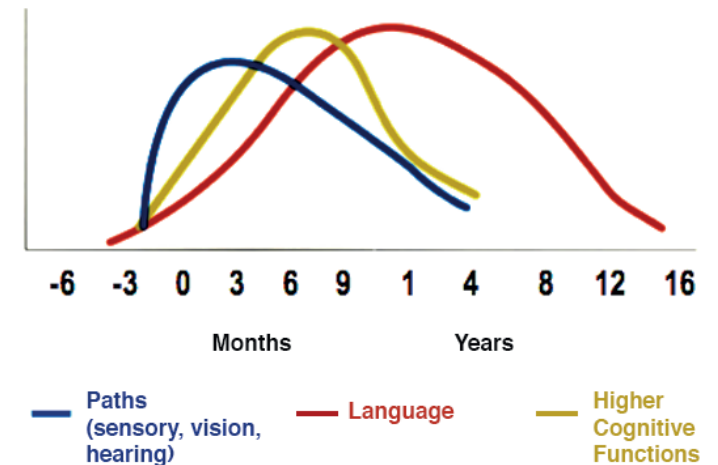 -6 -3 0 3 6 9 1 4 8 12 16
Months Years
Paths
(sensory, vision,
hearing)
Language
Higher
Cognitive
Functions